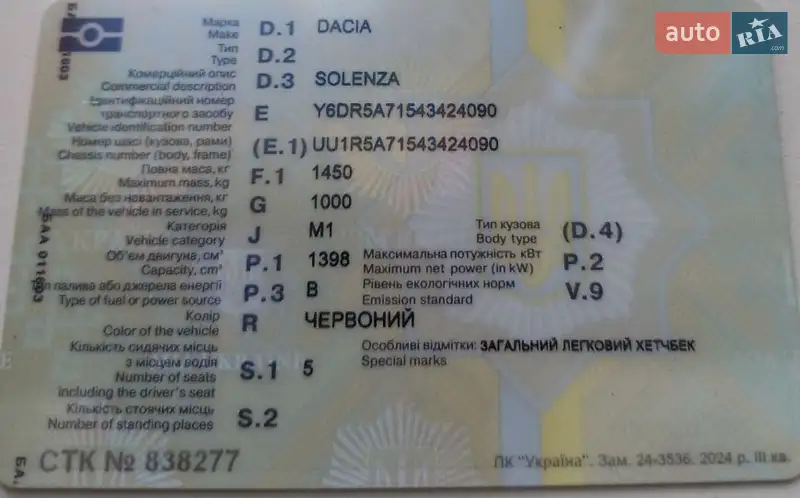 Марка D.1 DACIA
Make
Тип D.2
Type
Комерційний опис D.3 SOLENZA
Commercial description
Ідентифікаційний номер
транспортного засобу E Y6DR5A71543424090
Vehicle identification number
Номер шасі (кузова, рами) (E.1) UU1R5A71543424090
Chassis number (body, frame)
Повна маса, кг F.1 1450
Maximum mass, kg
Маса без навантаження, кг G 1000
Mass of the vehicle in service, kg
Категорія J M1 Тип кузова (D.4)
Vehicle category Body type
Об'єм двигуна, см³ P.1 1398 Максимальна потужність кВт P.2
Capacity, cm³ Maximum net power (in kW)
Тип палива або джерела енергії P.3 B Рівень екологічних норм V.9
Type of fuel or power source Emission standard
Колір R ЧЕРВОНИЙ
Color of the vehicle
Кількість сидячих місць Особливі відмітки: ЗАГАЛЬНИЙ ЛЕГКОВИЙ ХЕТЧБЕК
з місцем водія S.1 5 Special marks
Number of seats
including the driver's seat
Кількість стоячих місць S.2
Number of standing places
СТК № 838277 ПК "Україна". Зам. 24-3536. 2024 р. III кв.
auto RIA .com